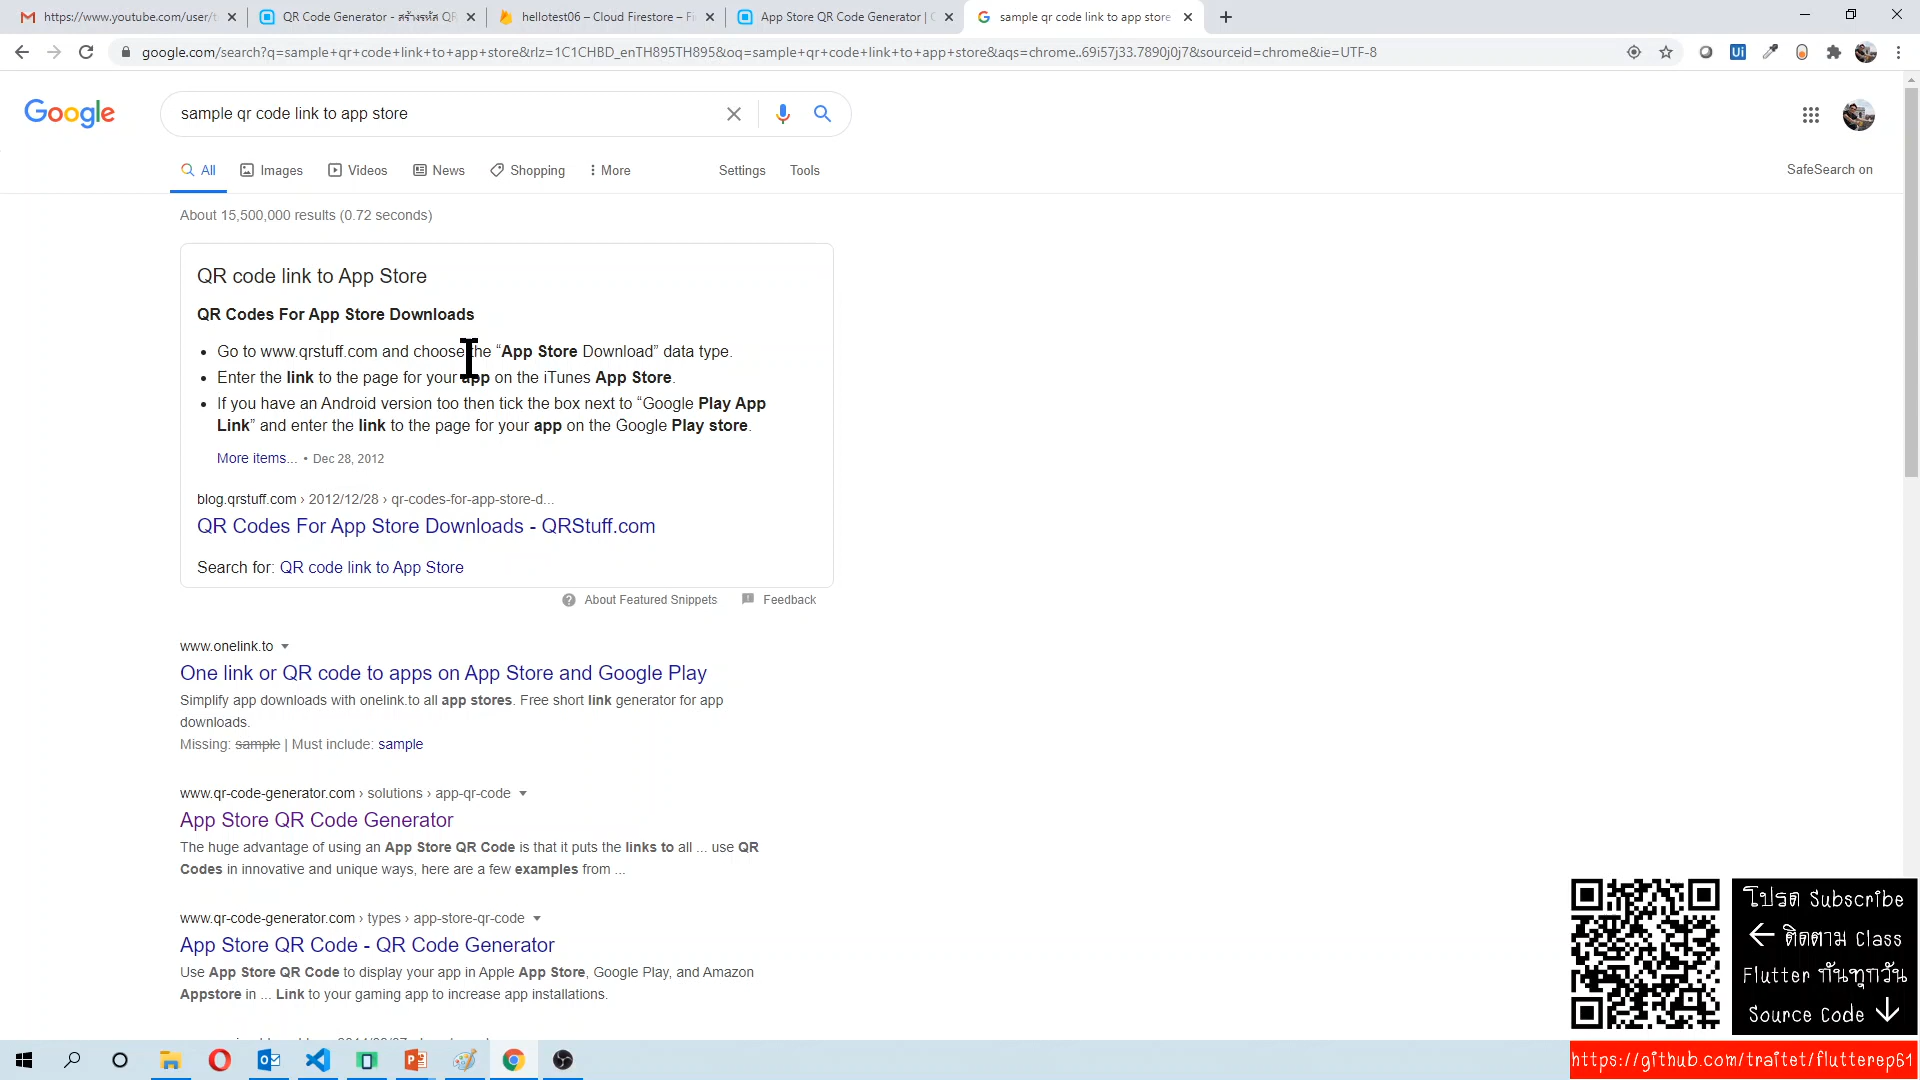 https://www.youtube.com/user/t
QR Code Generator - สร้างรหัส QR
hellotest06 – Cloud Firestore – Fi
App Store QR Code Generator | C
sample qr code link to app store
google.com/search?q=sample+qr+code+link+to+app+store&rlz=1C1CHBD_enTH895TH895&oq=sample+qr+code+link+to+app+store&aqs=chrome..69i57j33.7890j0j7&sourceid=chrome&ie=UTF-8
Google
sample qr code link to app store
All Images Videos News Shopping More Settings Tools
SafeSearch on
About 15,500,000 results (0.72 seconds)
QR code link to App Store
QR Codes For App Store Downloads
• Go to www.qrstuff.com and choose the “App Store Download” data type.
• Enter the link to the page for your app on the iTunes App Store.
• If you have an Android version too then tick the box next to “Google Play App
Link” and enter the link to the page for your app on the Google Play store.
More items... • Dec 28, 2012
blog.qrstuff.com › 2012/12/28 › qr-codes-for-app-store-d...
QR Codes For App Store Downloads - QRStuff.com
Search for: QR code link to App Store
About Featured Snippets Feedback
www.onelink.to
One link or QR code to apps on App Store and Google Play
Simplify app downloads with onelink.to all app stores. Free short link generator for app
downloads.
Missing: sample | Must include: sample
www.qr-code-generator.com › solutions › app-qr-code
App Store QR Code Generator
The huge advantage of using an App Store QR Code is that it puts the links to all ... use QR
Codes in innovative and unique ways, here are a few examples from ...
www.qr-code-generator.com › types › app-store-qr-code
App Store QR Code - QR Code Generator
Use App Store QR Code to display your app in Apple App Store, Google Play, and Amazon
Appstore in ... Link to your gaming app to increase app installations.
โปรด Subscribe
← ติดตาม Class
Flutter กันทุกวัน
Source Code ↓
https://github.com/traitet/flutterep61